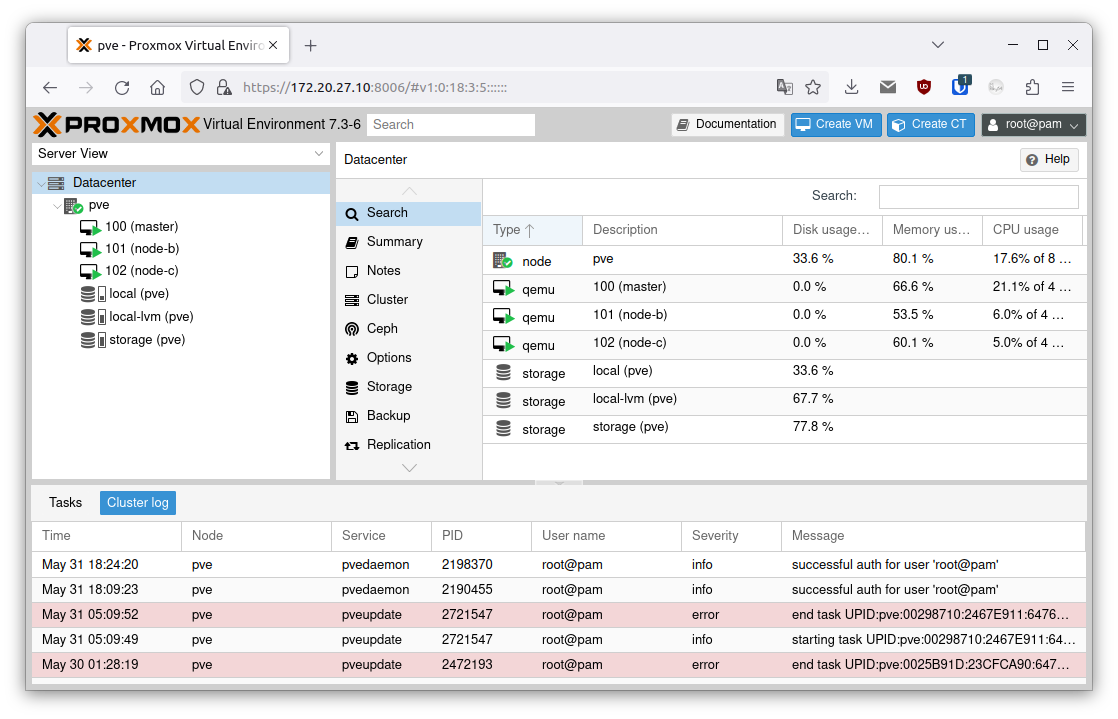 pve - Proxmox Virtual Enviro
https://172.20.27.10:8006/#v1:0:18:3:5::::::
1
PROXMOX Virtual Environment 7.3-6 Search Documentation Create VM Create CT root@pam
Server View
Datacenter
pve
100 (master)
101 (node-b)
102 (node-c)
local (pve)
local-lvm (pve)
storage (pve)
Datacenter Help
Search
Summary
Notes
Cluster
Ceph
Options
Storage
Backup
Replication
Search:
Type Description Disk usage... Memory us... CPU usage
node pve 33.6 % 80.1 % 17.6% of 8 ...
qemu 100 (master) 0.0 % 66.6 % 21.1% of 4 ...
qemu 101 (node-b) 0.0 % 53.5 % 6.0% of 4 ...
qemu 102 (node-c) 0.0 % 60.1 % 5.0% of 4 ...
storage local (pve) 33.6 %
storage local-lvm (pve) 67.7 %
storage storage (pve) 77.8 %
Tasks Cluster log
Time Node Service PID User name Severity Message
May 31 18:24:20 pve pvedaemon 2198370 root@pam info successful auth for user 'root@pam'
May 31 18:09:23 pve pvedaemon 2190455 root@pam info successful auth for user 'root@pam'
May 31 05:09:52 pve pveupdate 2721547 root@pam error end task UPID:pve:00298710:2467E911:6476...
May 31 05:09:49 pve pveupdate 2721547 root@pam info starting task UPID:pve:00298710:2467E911:64...
May 30 01:28:19 pve pveupdate 2472193 root@pam error end task UPID:pve:0025B91D:23CFCA90:647...